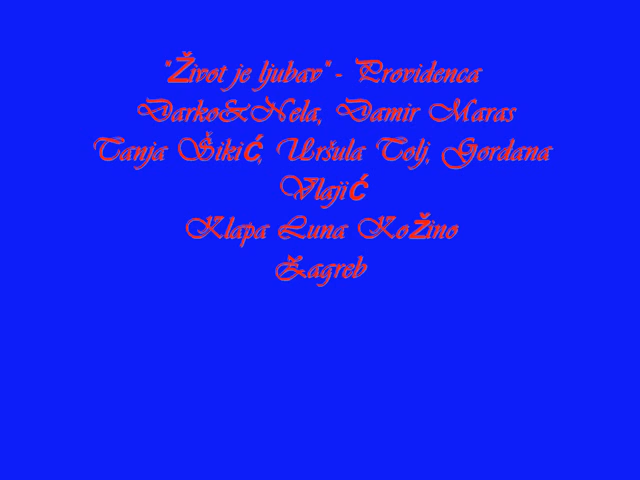 "Život je ljubav" - Providenca
Darko&Nela, Damir Maras
Tanja Šikić, Uršula Tolj, Gordana
Vlajić
Klapa Luna Kožino
Zagreb